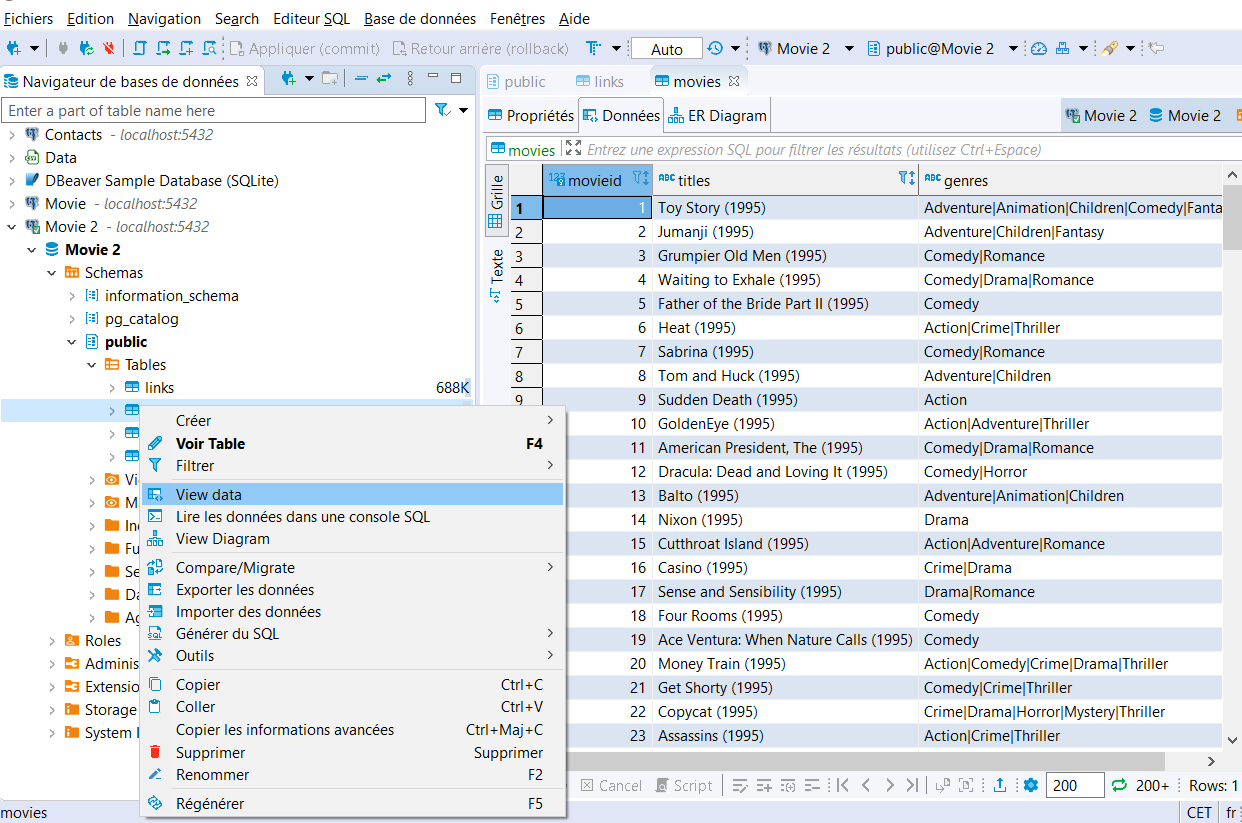 Fichiers Edition Navigation Search Editeur SQL Base de données Fenêtres Aide
Appliquer (commit) Retour arrière (rollback) Auto Movie 2 public@Movie 2
Navigateur de bases de données
Enter a part of table name here
Contacts - localhost:5432
Data
DBeaver Sample Database (SQLite)
Movie - localhost:5432
Movie 2 - localhost:5432
Movie 2
Schemas
information_schema
pg_catalog
public
Tables
links 688K
Vi
M
In
Fu
Se
Da
Ag
Roles
Adminis
Extensio
Storage
System I
Créer
Voir Table F4
Filtrer
View data
Lire les données dans une console SQL
View Diagram
Compare/Migrate
Exporter les données
Importer des données
Générer du SQL
Outils
Copier Ctrl+C
Coller Ctrl+V
Copier les informations avancées Ctrl+Maj+C
Supprimer Supprimer
Renommer F2
Régénérer F5
public links movies
Propriétés Données ER Diagram Movie 2 Movie 2
movies Entrez une expression SQL pour filtrer les résultats (utilisez Ctrl+Espace)
Grille
Texte
123 movieid ABC titles ABC genres
1 1 Toy Story (1995) Adventure|Animation|Children|Comedy|Fanta
2 2 Jumanji (1995) Adventure|Children|Fantasy
3 3 Grumpier Old Men (1995) Comedy|Romance
4 4 Waiting to Exhale (1995) Comedy|Drama|Romance
5 5 Father of the Bride Part II (1995) Comedy
6 6 Heat (1995) Action|Crime|Thriller
7 7 Sabrina (1995) Comedy|Romance
8 8 Tom and Huck (1995) Adventure|Children
9 9 Sudden Death (1995) Action
10 GoldenEye (1995) Action|Adventure|Thriller
11 American President, The (1995) Comedy|Drama|Romance
12 Dracula: Dead and Loving It (1995) Comedy|Horror
13 Balto (1995) Adventure|Animation|Children
14 Nixon (1995) Drama
15 Cutthroat Island (1995) Action|Adventure|Romance
16 Casino (1995) Crime|Drama
17 Sense and Sensibility (1995) Drama|Romance
18 Four Rooms (1995) Comedy
19 Ace Ventura: When Nature Calls (1995) Comedy
20 Money Train (1995) Action|Comedy|Crime|Drama|Thriller
21 Get Shorty (1995) Comedy|Crime|Thriller
22 Copycat (1995) Crime|Drama|Horror|Mystery|Thriller
23 Assassins (1995) Action|Crime|Thriller
Cancel Script 200 200+ Rows: 1
movies CET fr